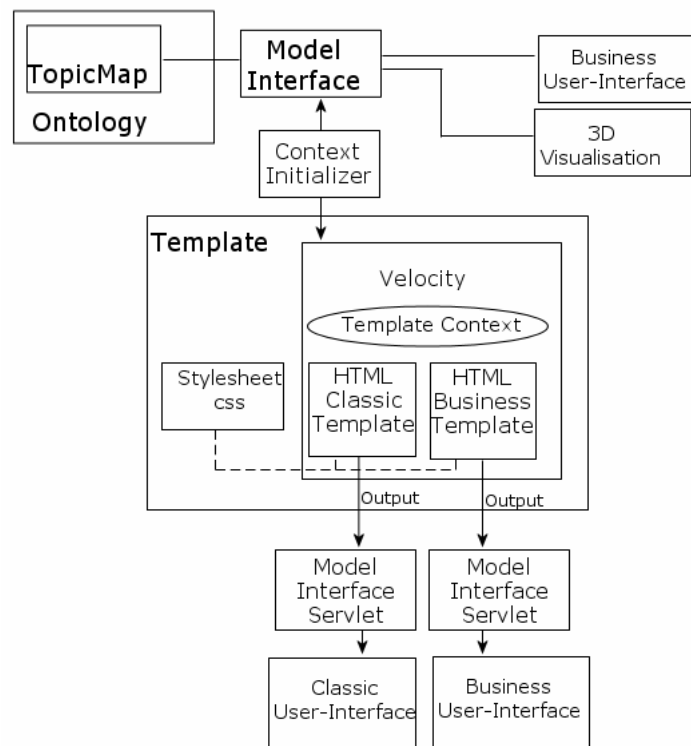 TopicMap
Ontology
Model
Interface
Business
User-Interface
3D
Visualisation
Context
Initializer
Template
Velocity
Template Context
Stylesheet
css
HTML
Classic
Template
HTML
Business
Template
Output
Output
Model
Interface
Servlet
Model
Interface
Servlet
Classic
User-Interface
Business
User-Interface